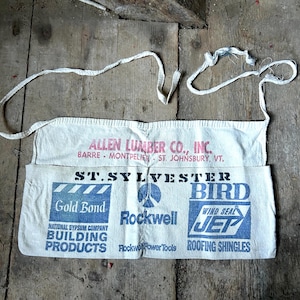 ALLEN LUMBER CO., INC.
BARRE - MONTPELIER - ST. JOHNSBURY, VT.
ST. SYLVESTER
Gold Bond
NATIONAL GYPSUM COMPANY
BUILDING
PRODUCTS
Rockwell
Rockwell Power Tools
BIRD
WIND SEAL
JET
ROOFING SHINGLES